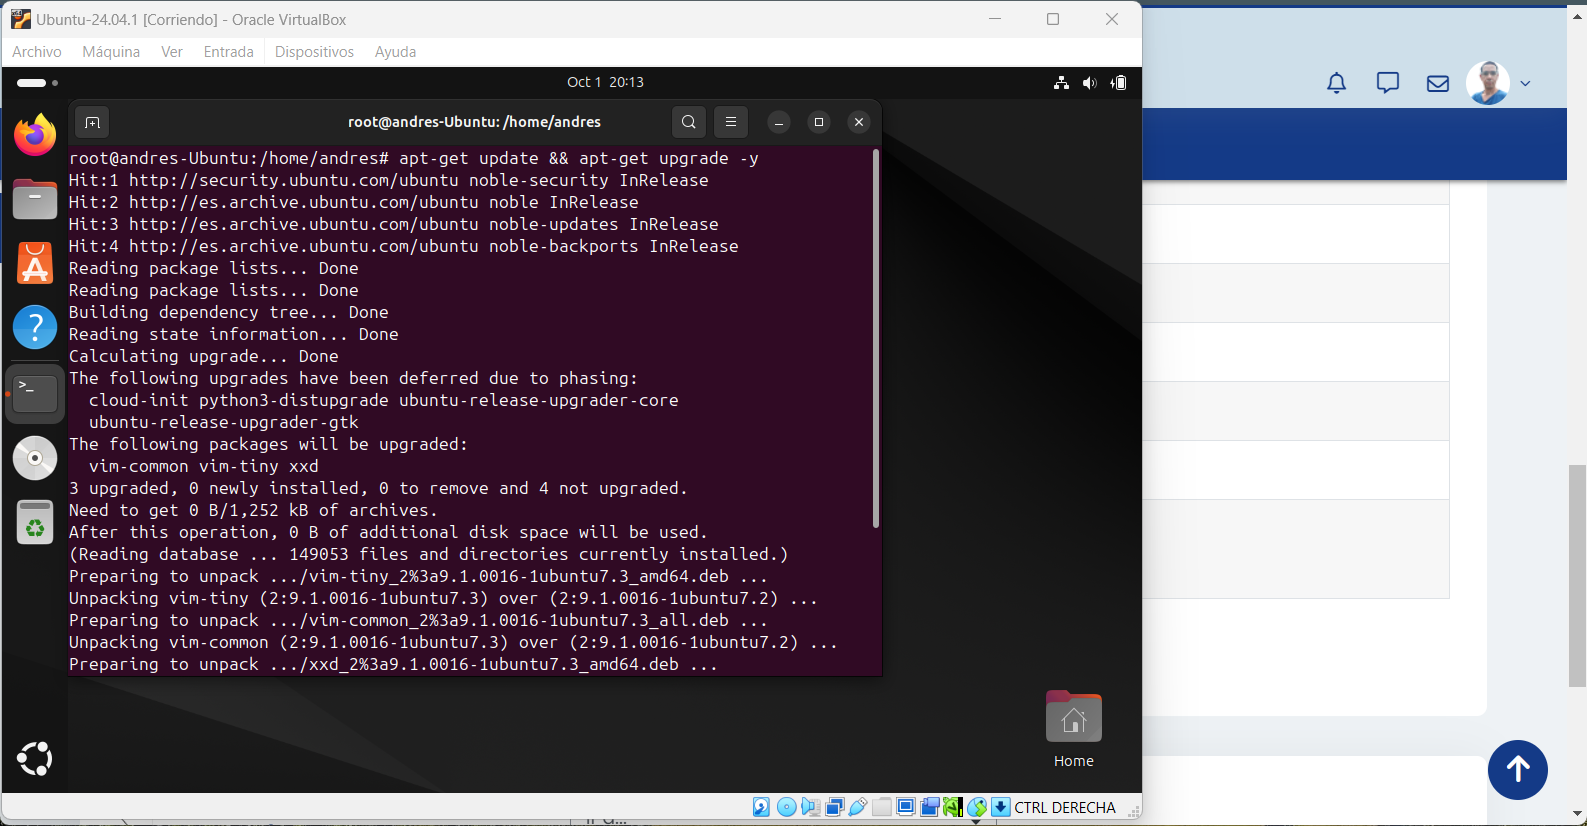 Ubuntu-24.04.1 [Corriendo] - Oracle VirtualBox
Archivo Máquina Ver Entrada Dispositivos Ayuda
Oct 1 20:13
root@andres-Ubuntu: /home/andres
root@andres-Ubuntu:/home/andres# apt-get update && apt-get upgrade -y
Hit:1 http://security.ubuntu.com/ubuntu noble-security InRelease
Hit:2 http://es.archive.ubuntu.com/ubuntu noble InRelease
Hit:3 http://es.archive.ubuntu.com/ubuntu noble-updates InRelease
Hit:4 http://es.archive.ubuntu.com/ubuntu noble-backports InRelease
Reading package lists... Done
Reading package lists... Done
Building dependency tree... Done
Reading state information... Done
Calculating upgrade... Done
The following upgrades have been deferred due to phasing:
cloud-init python3-distupgrade ubuntu-release-upgrader-core
ubuntu-release-upgrader-gtk
The following packages will be upgraded:
vim-common vim-tiny xxd
3 upgraded, 0 newly installed, 0 to remove and 4 not upgraded.
Need to get 0 B/1,252 kB of archives.
After this operation, 0 B of additional disk space will be used.
(Reading database ... 149053 files and directories currently installed.)
Preparing to unpack .../vim-tiny_2%3a9.1.0016-1ubuntu7.3_amd64.deb ...
Unpacking vim-tiny (2:9.1.0016-1ubuntu7.3) over (2:9.1.0016-1ubuntu7.2) ...
Preparing to unpack .../vim-common_2%3a9.1.0016-1ubuntu7.3_all.deb ...
Unpacking vim-common (2:9.1.0016-1ubuntu7.3) over (2:9.1.0016-1ubuntu7.2) ...
Preparing to unpack .../xxd_2%3a9.1.0016-1ubuntu7.3_amd64.deb ...
Home
CTRL DERECHA